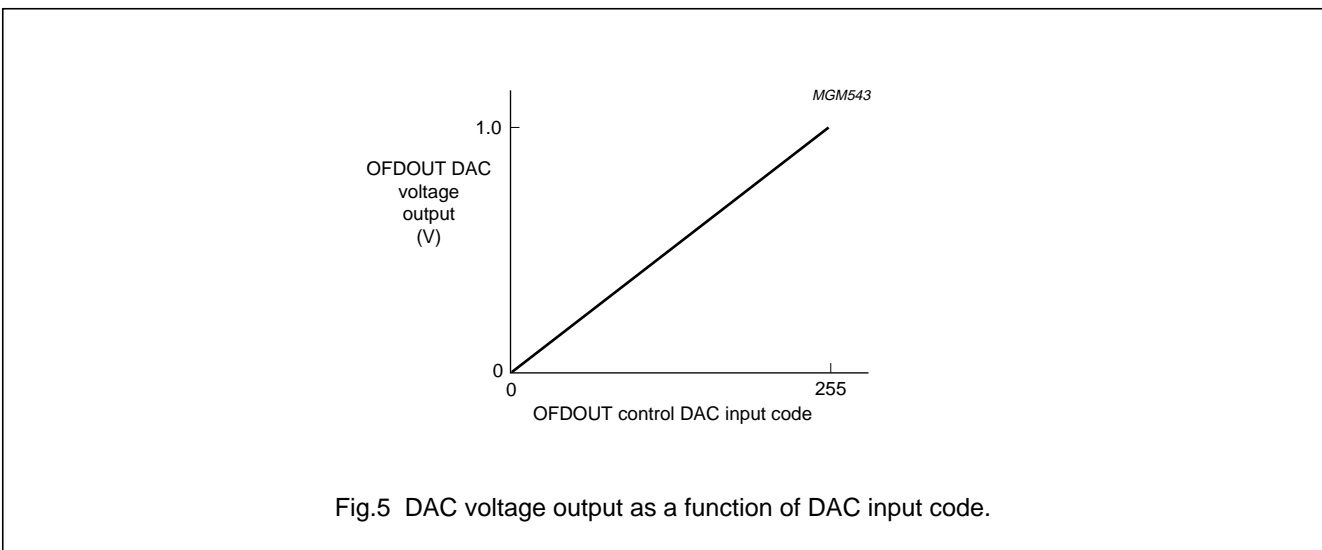 MGM543
1.0
OFDOUT DAC
voltage
output
(V)
0
0
255
OFDOUT control DAC input code
Fig.5 DAC voltage output as a function of DAC input code.